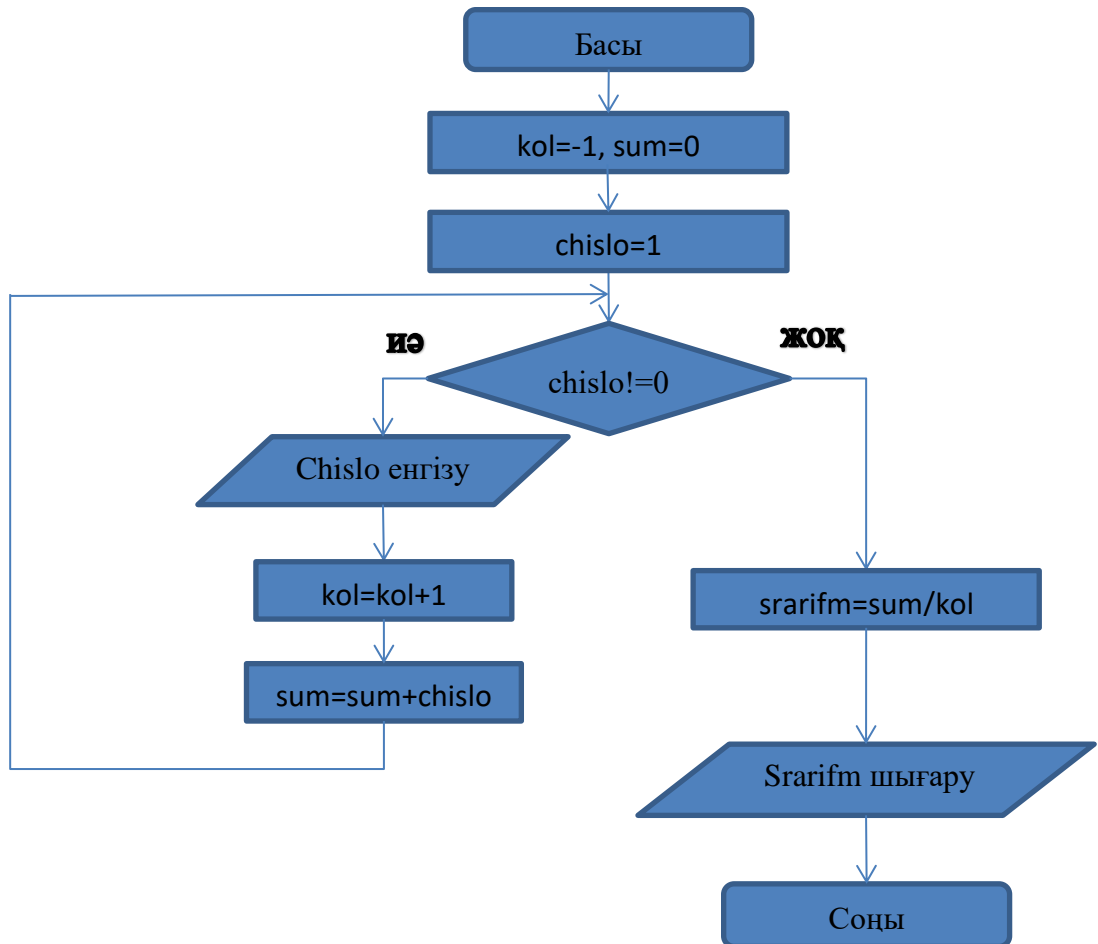 Басы
kol=-1, sum=0
chislo=1
иә
жоқ
chislo!=0
Chislo енгізу
kol=kol+1
srarifm=sum/kol
sum=sum+chislo
Srarifm шығару
Соңы